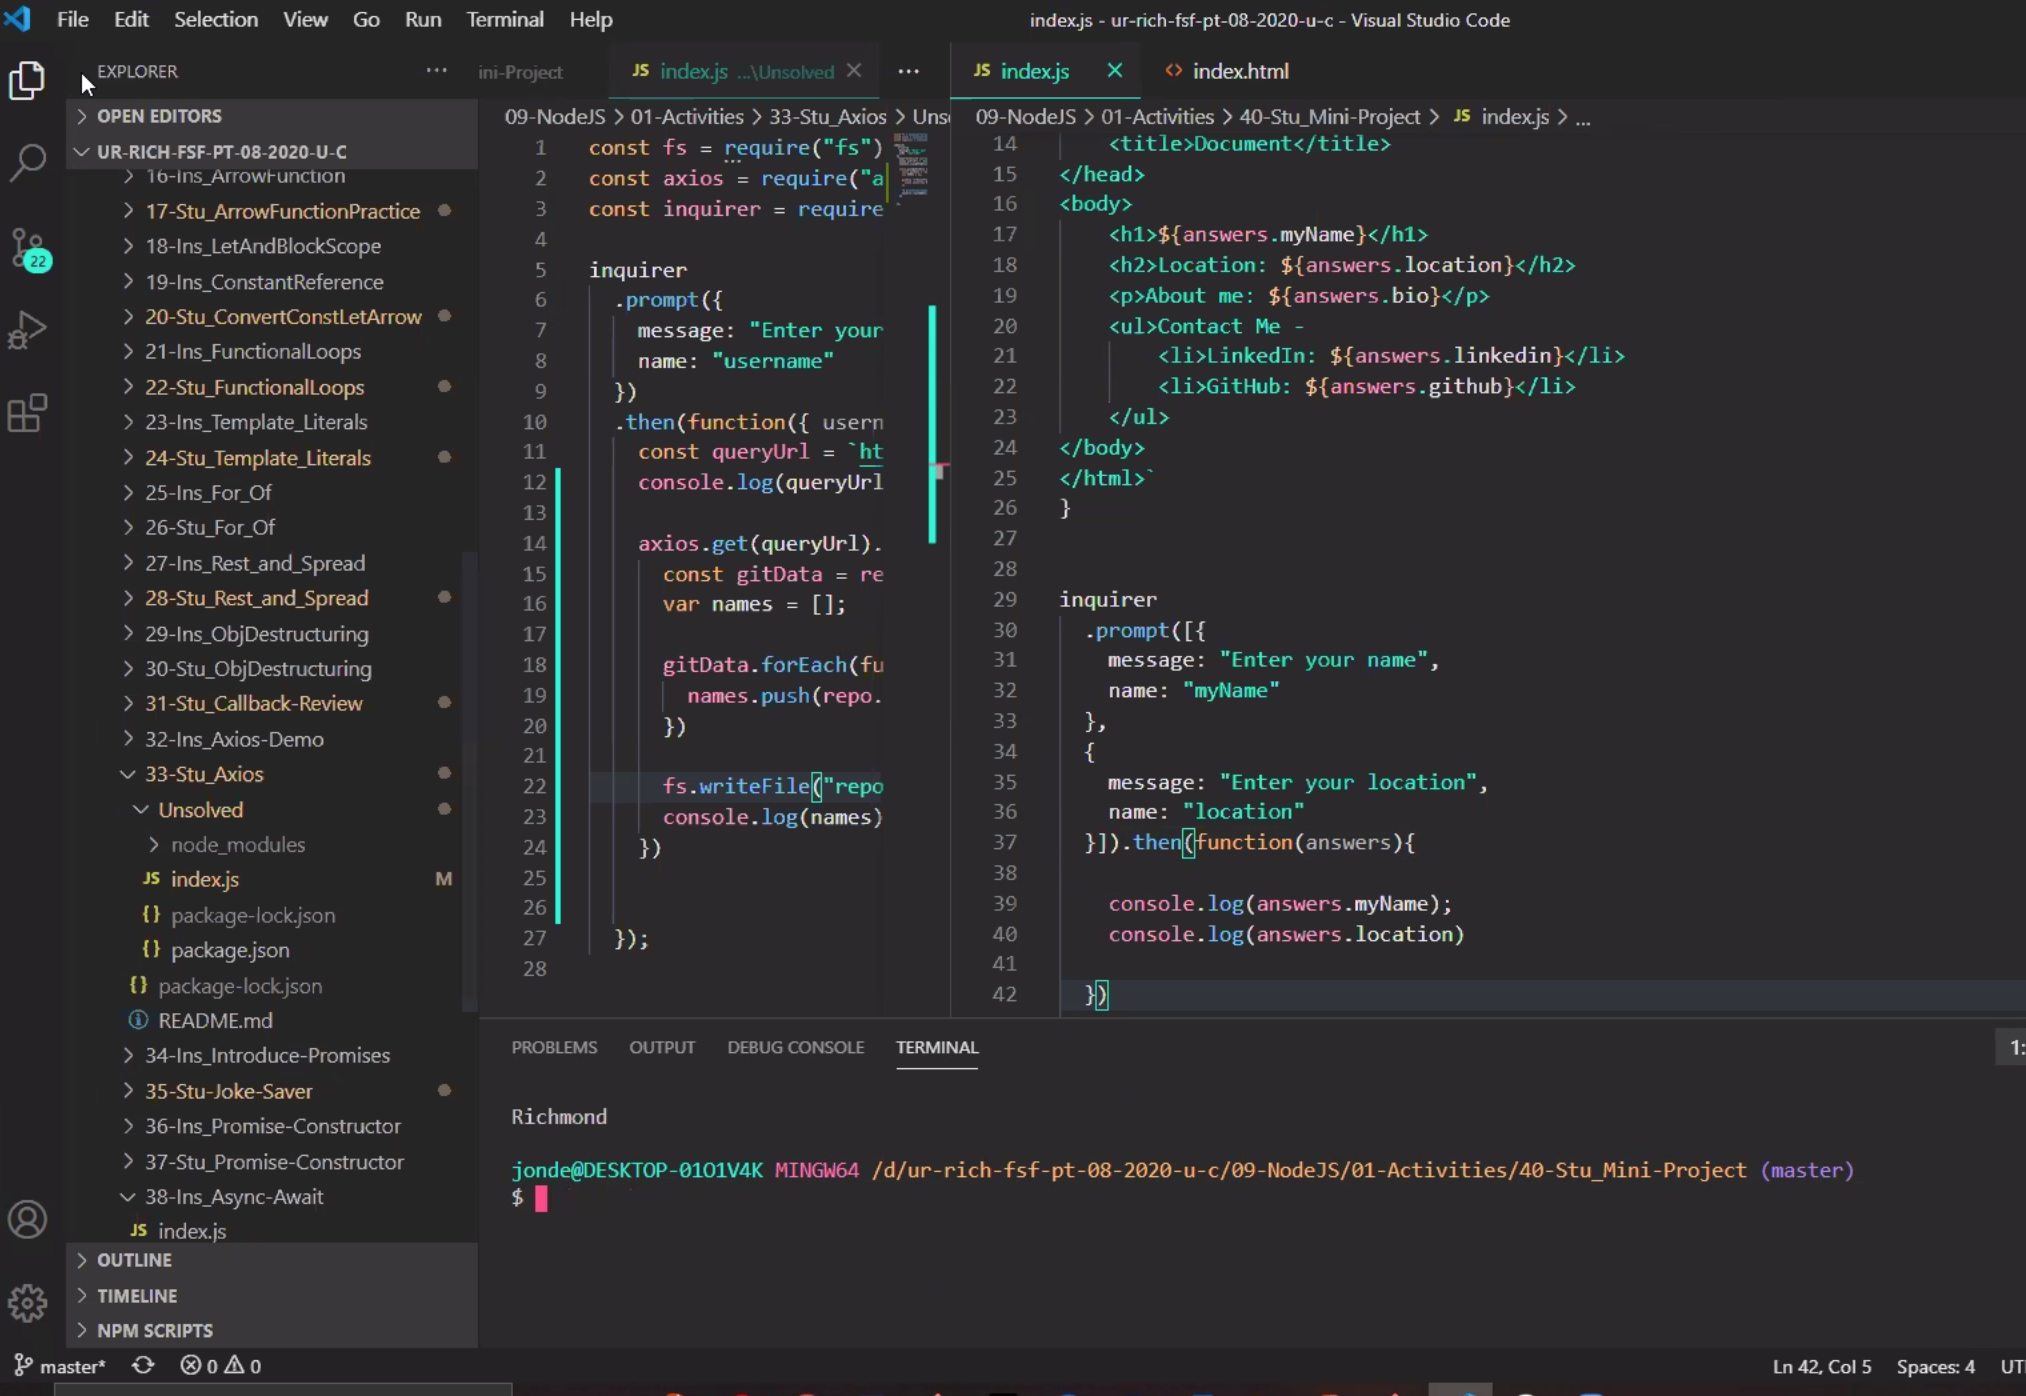 File Edit Selection View Go Run Terminal Help
index.js - ur-rich-fsf-pt-08-2020-u-c - Visual Studio Code
EXPLORER ···
OPEN EDITORS
UR-RICH-FSF-PT-08-2020-U-C
16-Ins_ArrowFunction
17-Stu_ArrowFunctionPractice
18-Ins_LetAndBlockScope
19-Ins_ConstantReference
20-Stu_ConvertConstLetArrow
21-Ins_FunctionalLoops
22-Stu_FunctionalLoops
23-Ins_Template_Literals
24-Stu_Template_Literals
25-Ins_For_Of
26-Stu_For_Of
27-Ins_Rest_and_Spread
28-Stu_Rest_and_Spread
29-Ins_ObjDestructuring
30-Stu_ObjDestructuring
31-Stu_Callback-Review
32-Ins_Axios-Demo
33-Stu_Axios
Unsolved
node_modules
JS index.js M
{} package-lock.json
{} package.json
{} package-lock.json
README.md
34-Ins_Introduce-Promises
35-Stu-Joke-Saver
36-Ins_Promise-Constructor
37-Stu_Promise-Constructor
38-Ins_Async-Await
JS index.js
OUTLINE
TIMELINE
NPM SCRIPTS
22
ini-Project JS index.js ...\Unsolved ···
09-NodeJS > 01-Activities > 33-Stu_Axios > Uns
1 const fs = require("fs")
2 const axios = require("a
3 const inquirer = require
4
5 inquirer
6 .prompt({
7 message: "Enter your
8 name: "username"
9 })
10 .then(function({ usern
11 const queryUrl = `ht
12 console.log(queryUrl
13
14 axios.get(queryUrl).
15 const gitData = re
16 var names = [];
17
18 gitData.forEach(fu
19 names.push(repo.
20 })
21
22 fs.writeFile("repo
23 console.log(names)
24 })
25
26
27 });
28
JS index.js <> index.html
09-NodeJS > 01-Activities > 40-Stu_Mini-Project > JS index.js > ...
14 <title>Document</title>
15 </head>
16 <body>
17 <h1>${answers.myName}</h1>
18 <h2>Location: ${answers.location}</h2>
19 <p>About me: ${answers.bio}</p>
20 <ul>Contact Me -
21 <li>LinkedIn: ${answers.linkedin}</li>
22 <li>GitHub: ${answers.github}</li>
23 </ul>
24 </body>
25 </html>`
26 }
27
28
29 inquirer
30 .prompt([{
31 message: "Enter your name",
32 name: "myName"
33 },
34 {
35 message: "Enter your location",
36 name: "location"
37 }]).then(function(answers){
38
39 console.log(answers.myName);
40 console.log(answers.location)
41
42 })
PROBLEMS OUTPUT DEBUG CONSOLE TERMINAL 1:
Richmond
jonde@DESKTOP-01O1V4K MINGW64 /d/ur-rich-fsf-pt-08-2020-u-c/09-NodeJS/01-Activities/40-Stu_Mini-Project (master)
$
master* 0 0 Ln 42, Col 5 Spaces: 4 UT